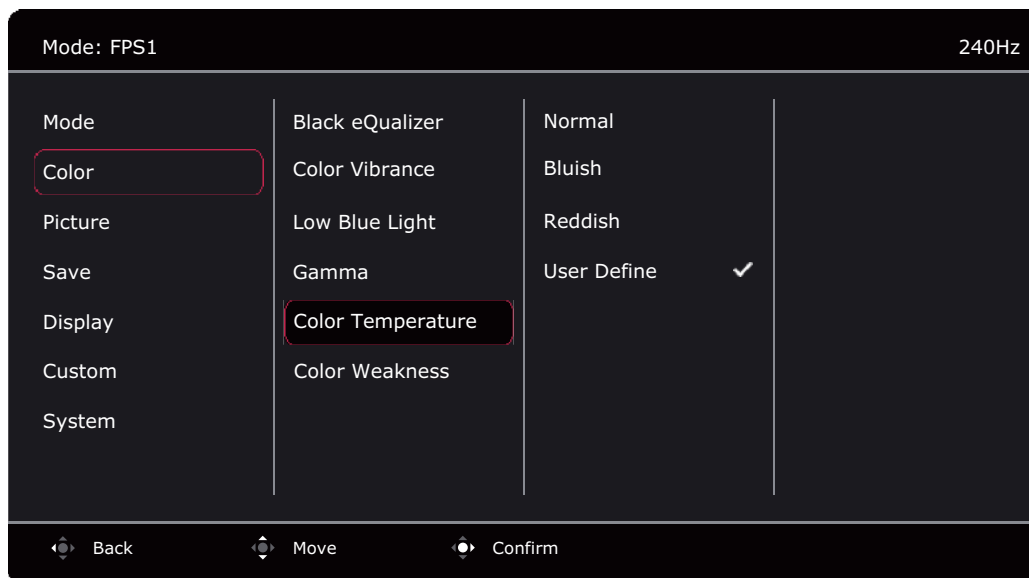 Mode: FPS1 240Hz
Mode Black eQualizer Normal
Color Color Vibrance Bluish
Picture Low Blue Light Reddish
Save Gamma User Define
Display Color Temperature
Custom Color Weakness
System
Back Move Confirm